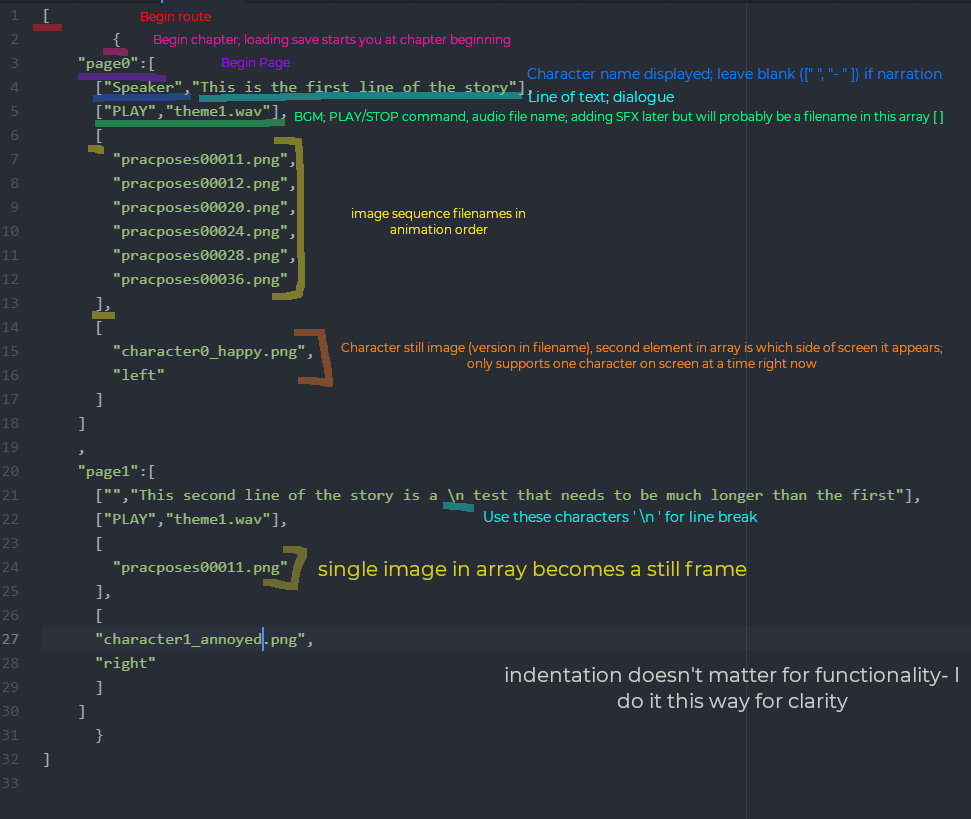 1 [ Begin route
2 { Begin chapter; loading save starts you at chapter beginning
3 "page0":[ Begin Page
4 ["Speaker","This is the first line of the story"], Character name displayed; leave blank ([" ", "- " ]) if narration
Line of text; dialogue
5 ["PLAY","theme1.wav"], BGM; PLAY/STOP command, audio file name; adding SFX later but will probably be a filename in this array [ ]
6 [
7 "pracposes00011.png",
8 "pracposes00012.png",
9 "pracposes00020.png", image sequence filenames in
10 "pracposes00024.png", animation order
11 "pracposes00028.png",
12 "pracposes00036.png"
13 ],
14 [
15 "character0_happy.png", Character still image (version in filename), second element in array is which side of screen it appears;
16 "left" only supports one character on screen at a time right now
17 ]
18 ]
19 ,
20 "page1":[
21 ["","This second line of the story is a \n test that needs to be much longer than the first"],
22 ["PLAY","theme1.wav"], Use these characters ' \n ' for line break
23 [
24 "pracposes00011.png" single image in array becomes a still frame
25 ],
26 [
27 "character1_annoyed.png",
28 "right" indentation doesn't matter for functionality- I
29 ] do it this way for clarity
30 ]
31 }
32 ]
33